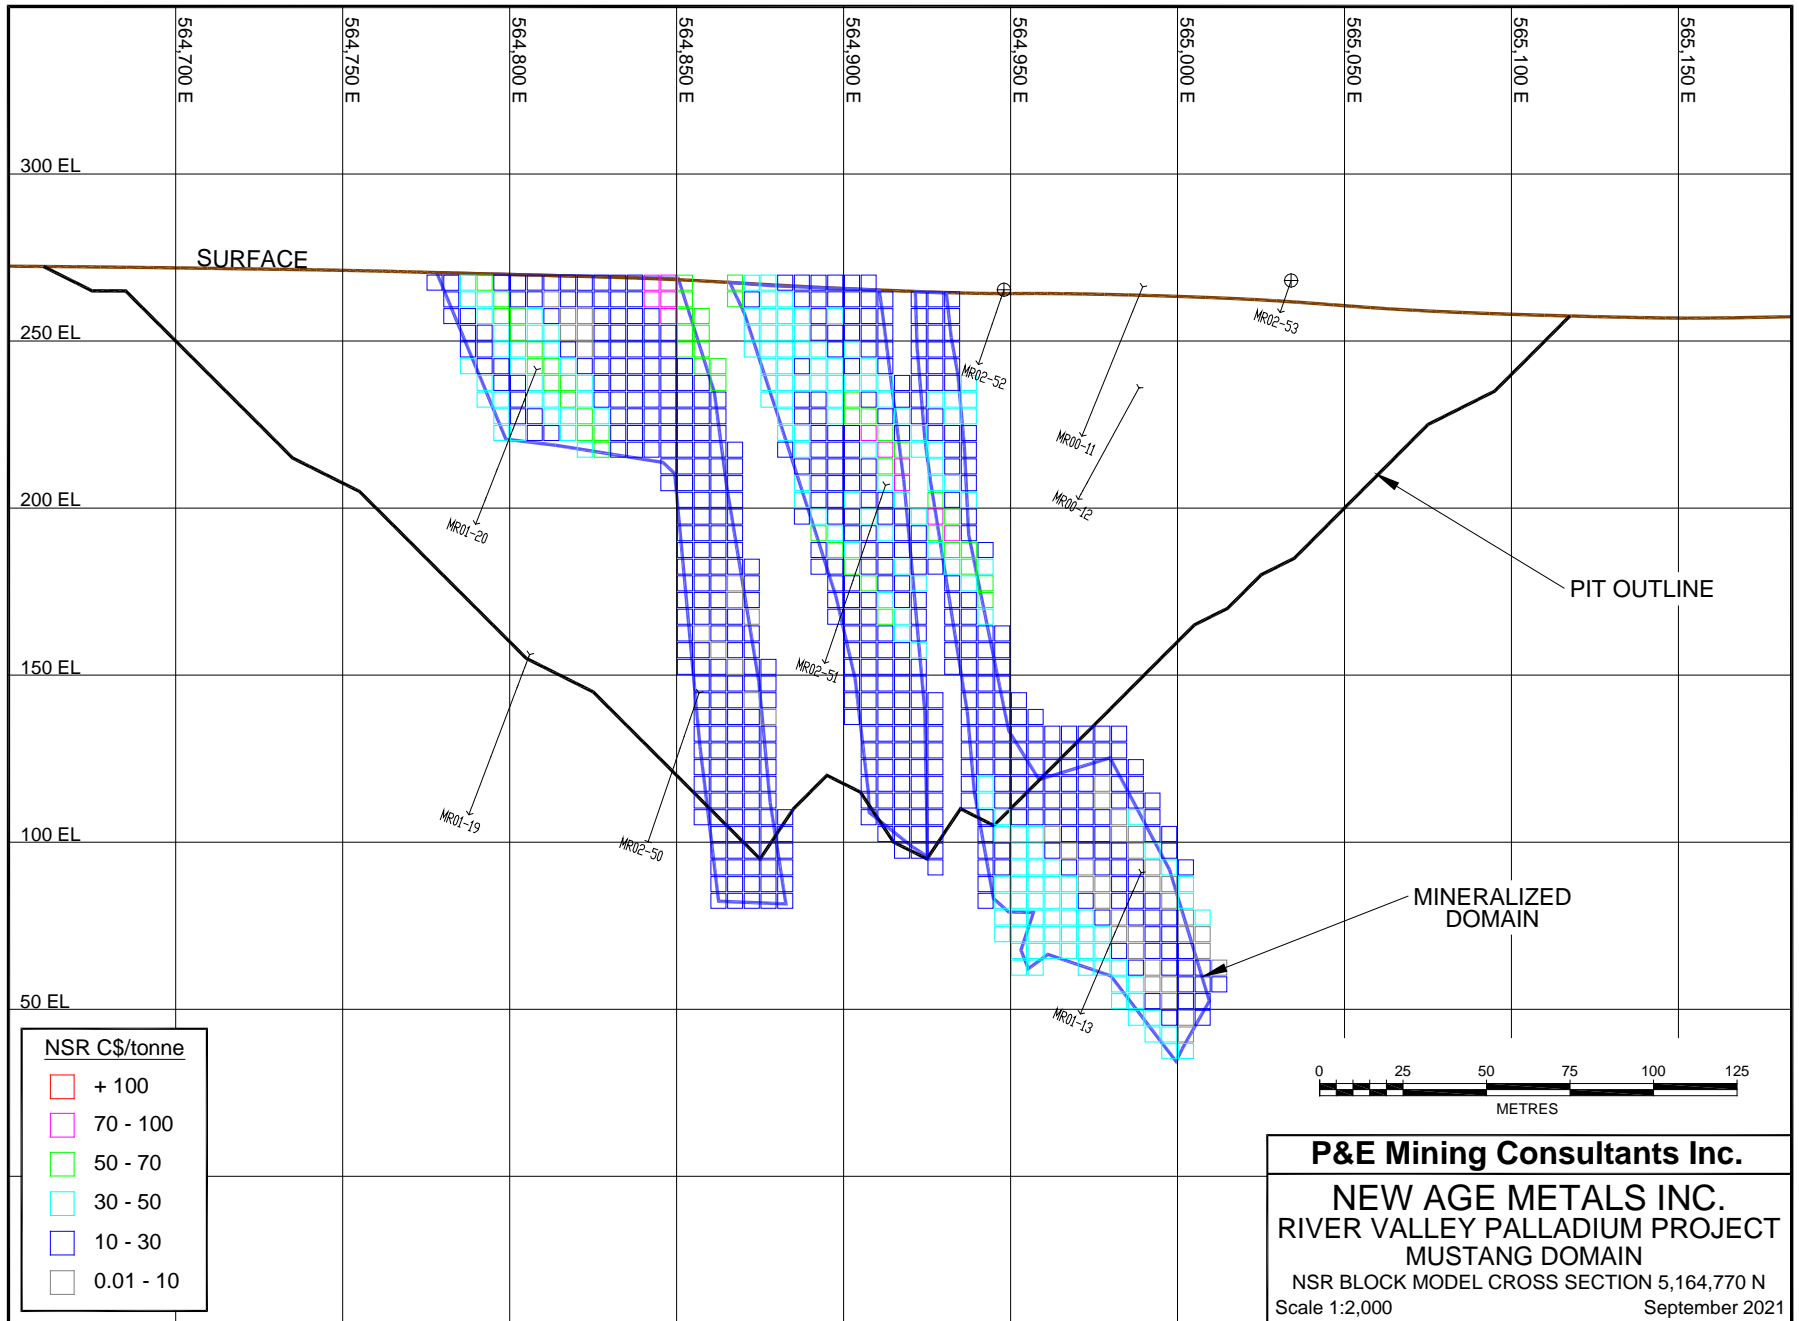 564,700 E
564,750 E
564,800 E
564,850 E
564,900 E
564,950 E
565,000 E
565,050 E
565,100 E
565,150 E
300 EL
SURFACE
250 EL
MR02-53
MR02-52
MR00-11
MR00-12
200 EL
MR01-20
PIT OUTLINE
150 EL
MR02-51
MR01-19
MR02-50
100 EL
MINERALIZED
DOMAIN
50 EL
MR01-13
NSR C$/tonne
+ 100
70 - 100
50 - 70
30 - 50
10 - 30
0.01 - 10
0 25 50 75 100 125
METRES
P&E Mining Consultants Inc.
NEW AGE METALS INC.
RIVER VALLEY PALLADIUM PROJECT
MUSTANG DOMAIN
NSR BLOCK MODEL CROSS SECTION 5,164,770 N
Scale 1:2,000 September 2021